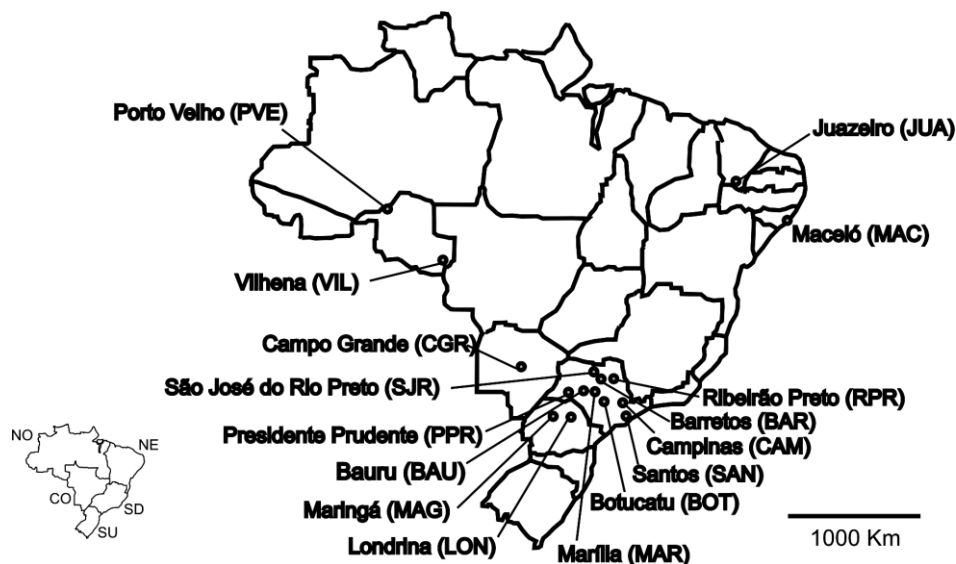 Porto Velho (PVE)
Juazeiro (JUA)
Maceló (MAC)
Vilhena (VIL)
Campo Grande (CGR)
São José do Rio Preto (SJR)
Ribeirão Preto (RPR)
Barretos (BAR)
Presidente Prudente (PPR)
Campinas (CAM)
Bauru (BAU)
Santos (SAN)
Botucatu (BOT)
Maringá (MAG)
Londrina (LON)
Marília (MAR)
1000 Km
NO
NE
CO
SD
SU